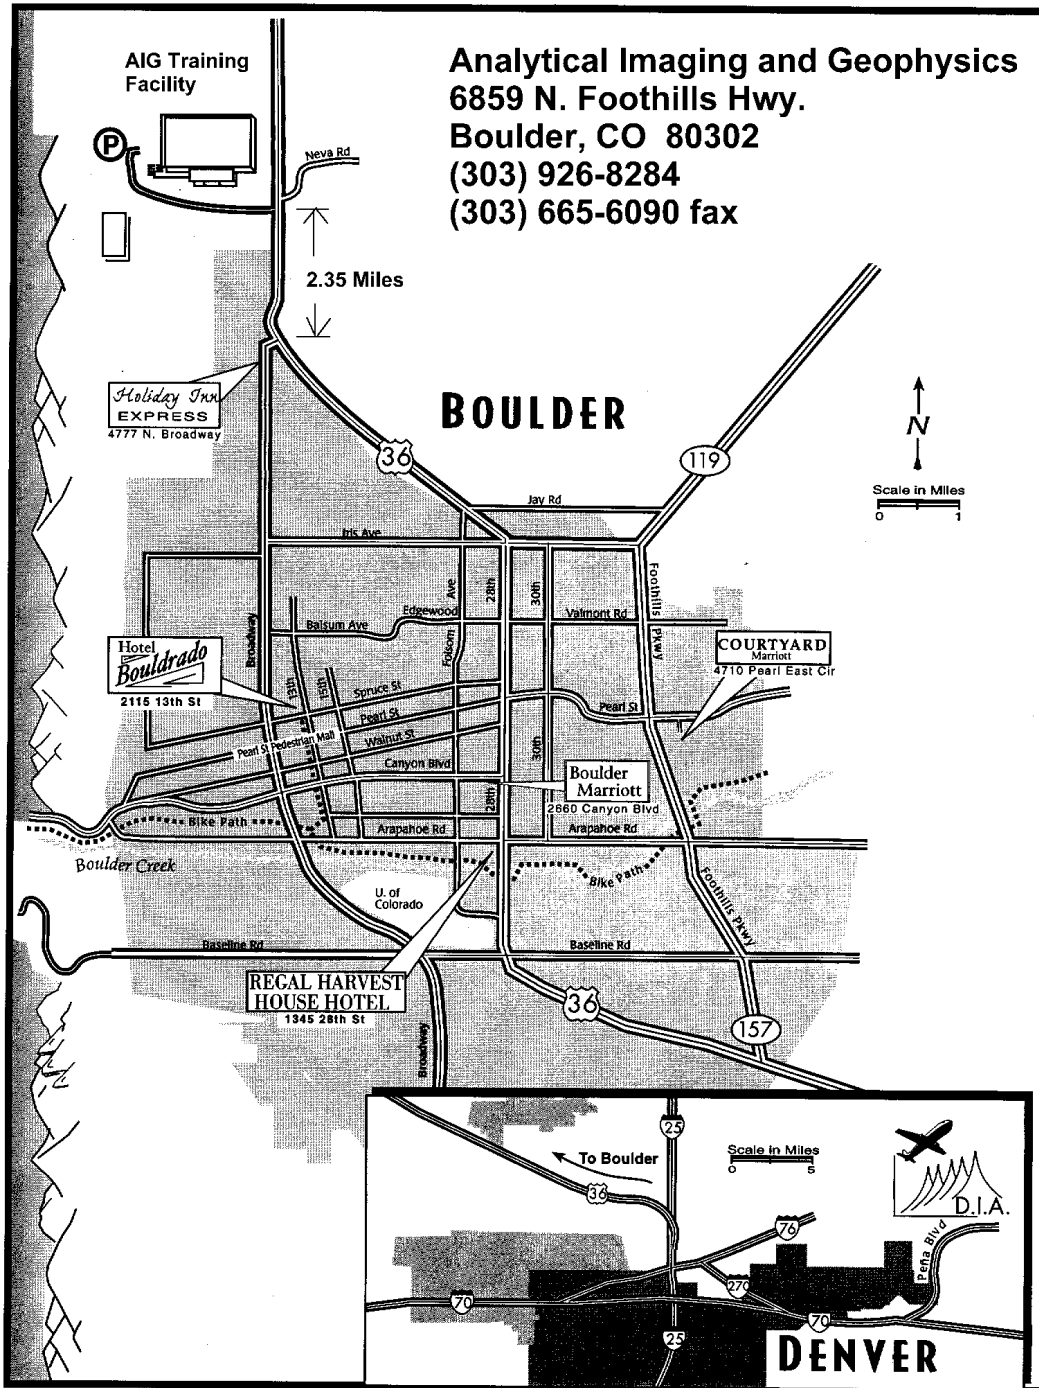 AIG Training
Facility
Analytical Imaging and Geophysics
6859 N. Foothills Hwy.
Boulder, CO 80302
(303) 926-8284
(303) 665-6090 fax
P
Neva Rd
2.35 Miles
Holiday Inn
EXPRESS
4777 N. Broadway
BOULDER
N
36
119
Scale in Miles
0 1
Jay Rd
Iris Ave
Folsom Ave
28th
30th
Foothills Pkwy
Broadway
Edgewood
Valmont Rd
Balsum Ave
Hotel
Bouldrado
2115 13th St
COURTYARD
Marriott
4710 Pearl East Cir
13th
15th
Spruce St
Pearl St
Pearl St
Pearl St Pedestrian Mall
Walnut St
30th
Canyon Blvd
Boulder
Marriott
2660 Canyon Blvd
28th
Bike Path
Arapahoe Rd
Arapahoe Rd
Boulder Creek
Bike Path
U. of
Colorado
Foothills Pkwy
Baseline Rd
Baseline Rd
REGAL HARVEST
HOUSE HOTEL
1345 28th St
36
157
Broadway
25
To Boulder
Scale in Miles
0 5
36
D.I.A.
76
Peña Blvd
270
70
70
25
DENVER